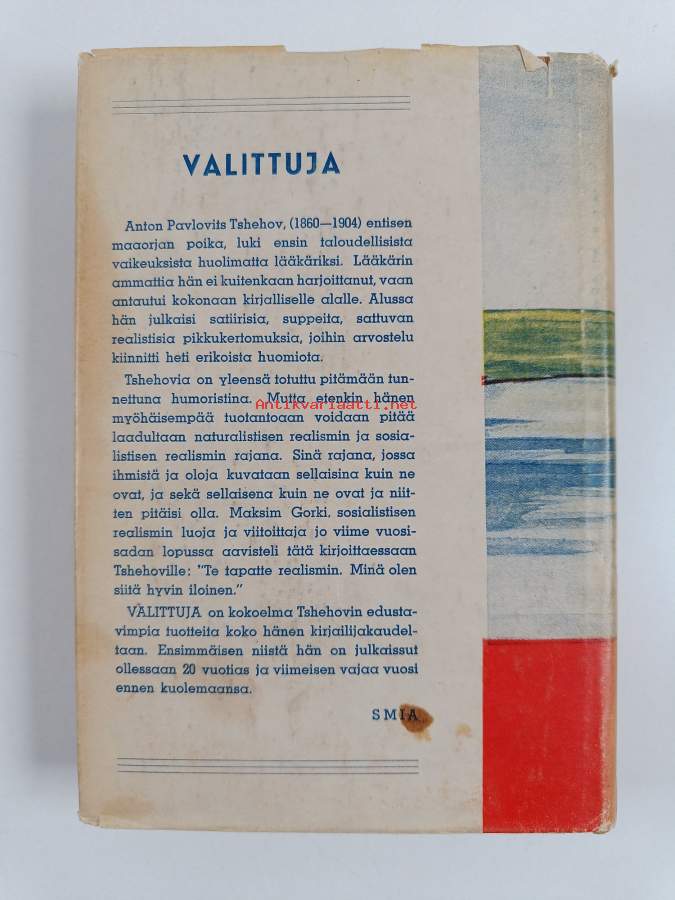 VALITTUJA
Anton Pavlovits Tshehov, (1860—1904) entisen
maaorjan poika, luki ensin taloudellisista
vaikeuksista huolimatta lääkäriksi. Lääkärin
ammattia hän ei kuitenkaan harjoittanut, vaan
antautui kokonaan kirjalliselle alalle. Alussa
hän julkaisi satiirisia, suppeita, sattuvan
realistisia pikkukertomuksia, joihin arvostelu
kiinnitti heti erikoista huomiota.
Tshehovia on yleensä totuttu pitämään tun-
nettuna humoristina. Mutta etenkin hänen
Antikvariaatti.net
myöhäisempää tuotantoaan voidaan pitää
laadultaan naturalistisen realismin ja sosia-
listisen realismin rajana. Sinä rajana, jossa
ihmistä ja oloja kuvataan sellaisina kuin ne
ovat, ja sekä sellaisena kuin ne ovat ja niit-
ten pitäisi olla. Maksim Gorki, sosialistisen
realismin luoja ja viitoittaja jo viime vuosi-
sadan lopussa aavisteli tätä kirjoittaessaan
Tshehoville: "Te tapatte realismin. Minä olen
siitä hyvin iloinen."
VALITTUJA on kokoelma Tshehovin edusta-
vimpia tuotteita koko hänen kirjailijakaudel-
taan. Ensimmäisen niistä hän on julkaissut
ollessaan 20 vuotias ja viimeisen vajaa vuosi
ennen kuolemaansa.
SMIA